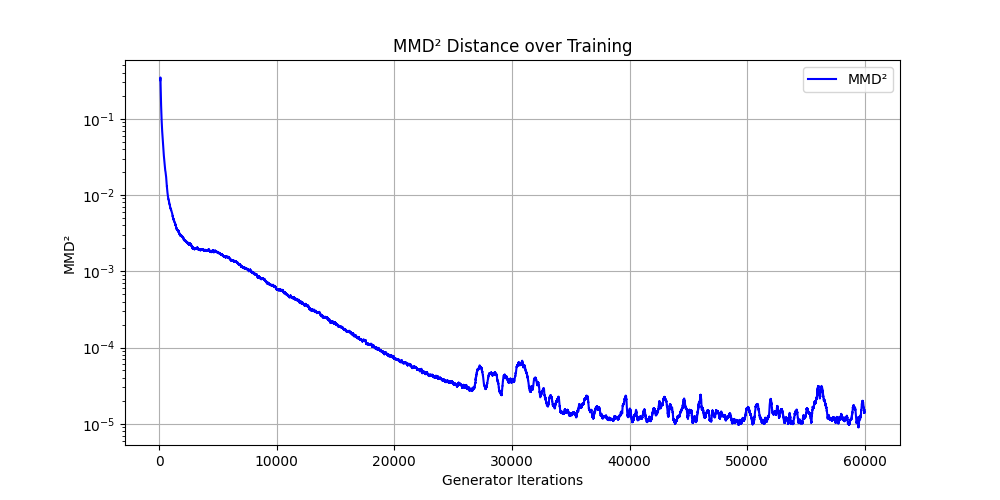 MMD² Distance over Training
MMD²
10⁻¹
10⁻²
10⁻³
10⁻⁴
10⁻⁵
MMD²
0 10000 20000 30000 40000 50000 60000
Generator Iterations